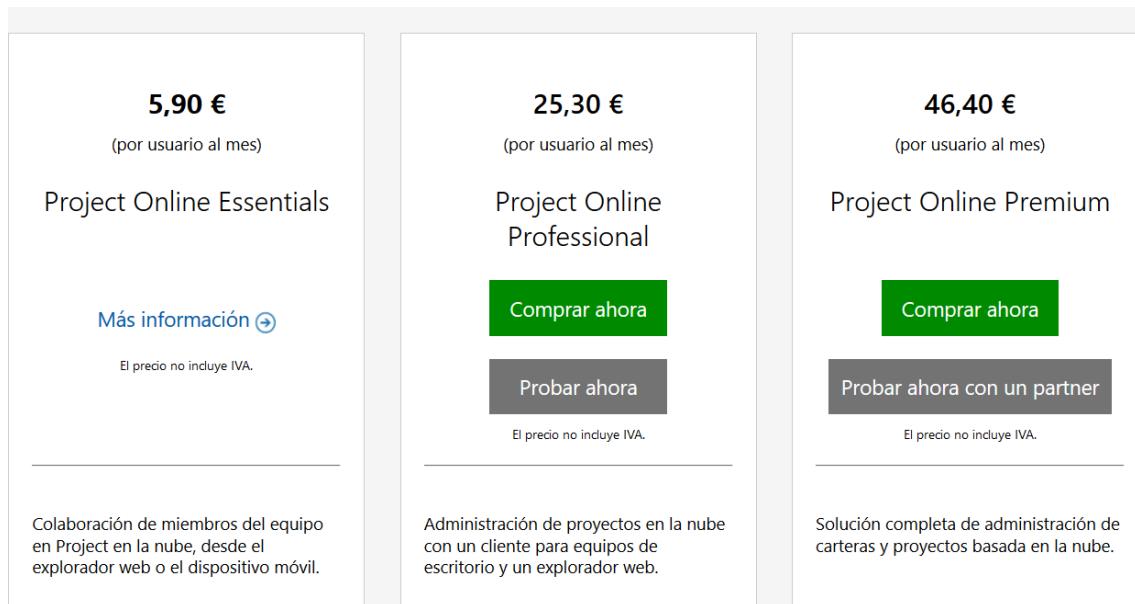 5,90 €
(por usuario al mes)
Project Online Essentials
Más información
El precio no incluye IVA.
Colaboración de miembros del equipo
en Project en la nube, desde el
explorador web o el dispositivo móvil.
25,30 €
(por usuario al mes)
Project Online
Professional
Comprar ahora
Probar ahora
El precio no incluye IVA.
Administración de proyectos en la nube
con un cliente para equipos de
escritorio y un explorador web.
46,40 €
(por usuario al mes)
Project Online Premium
Comprar ahora
Probar ahora con un partner
El precio no incluye IVA.
Solución completa de administración de
carteras y proyectos basada en la nube.